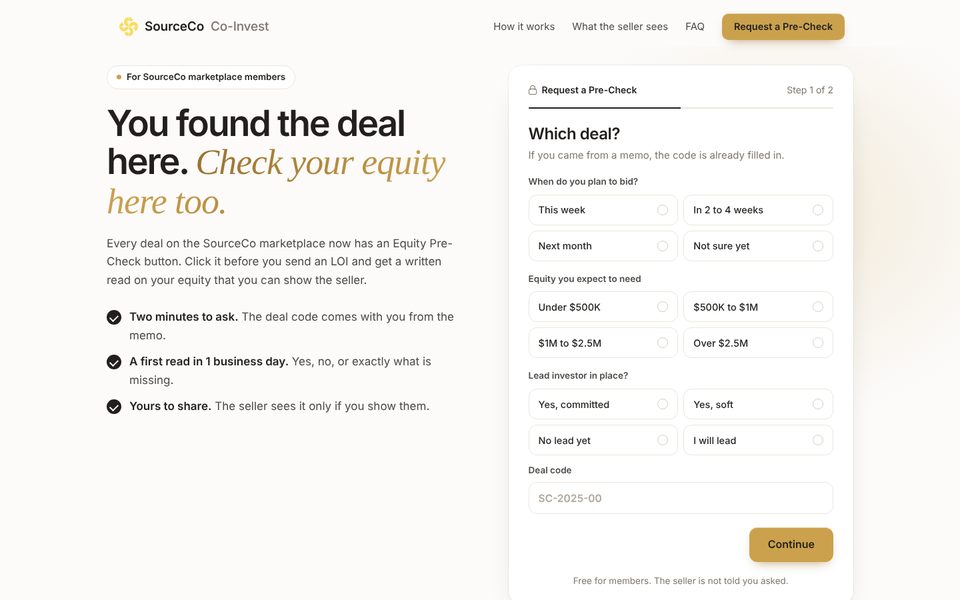 SourceCo Co-Invest
How it works
What the seller sees
FAQ
Request a Pre-Check
For SourceCo marketplace members
You found the deal
here. Check your equity
here too.
Every deal on the SourceCo marketplace now has an Equity Pre-
Check button. Click it before you send an LOI and get a written
read on your equity that you can show the seller.
Two minutes to ask. The deal code comes with you from the
memo.
A first read in 1 business day. Yes, no, or exactly what is
missing.
Yours to share. The seller sees it only if you show them.
Request a Pre-Check
Step 1 of 2
Which deal?
If you came from a memo, the code is already filled in.
When do you plan to bid?
This week
In 2 to 4 weeks
Next month
Not sure yet
Equity you expect to need
Under $500K
$500K to $1M
$1M to $2.5M
Over $2.5M
Lead investor in place?
Yes, committed
Yes, soft
No lead yet
I will lead
Deal code
SC-2025-00
Continue
Free for members. The seller is not told you asked.